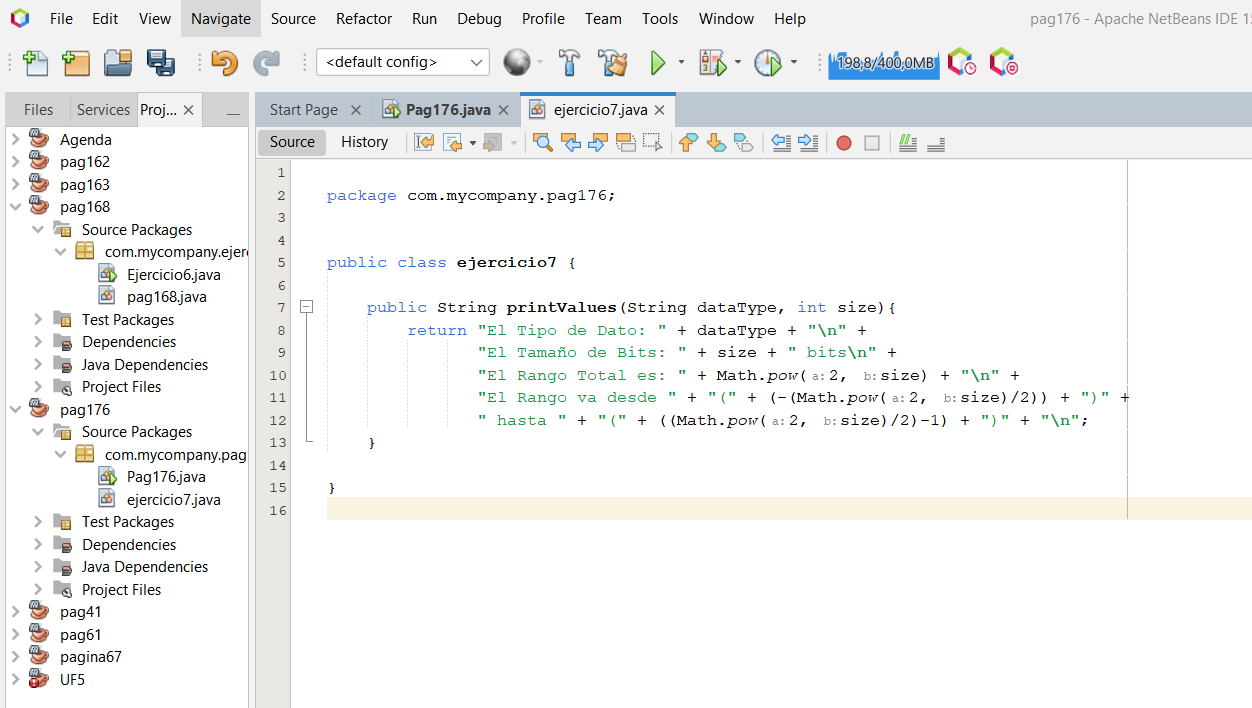 File Edit View Navigate Source Refactor Run Debug Profile Team Tools Window Help pag176 - Apache NetBeans IDE 15
<default config> 198,8/400,0MB
Files Services Proj... Start Page Pag176.java ejercicio7.java
Source History
Agenda
pag162
pag163
pag168
Source Packages
com.mycompany.ejer
Ejercicio6.java
pag168.java
Test Packages
Dependencies
Java Dependencies
Project Files
pag176
Source Packages
com.mycompany.pag
Pag176.java
ejercicio7.java
Test Packages
Dependencies
Java Dependencies
Project Files
pag41
pag61
pagina67
UF5
1
2 package com.mycompany.pag176;
3
4
5 public class ejercicio7 {
6
7 public String printValues(String dataType, int size){
8 return "El Tipo de Dato: " + dataType + "\n" +
9 "El Tamaño de Bits: " + size + " bits\n" +
10 "El Rango Total es: " + Math.pow(a:2, b:size) + "\n" +
11 "El Rango va desde " + "(" + (-(Math.pow(a:2, b:size)/2)) + ")" +
12 " hasta " + "(" + ((Math.pow(a:2, b:size)/2)-1) + ")" + "\n";
13 }
14
15 }
16